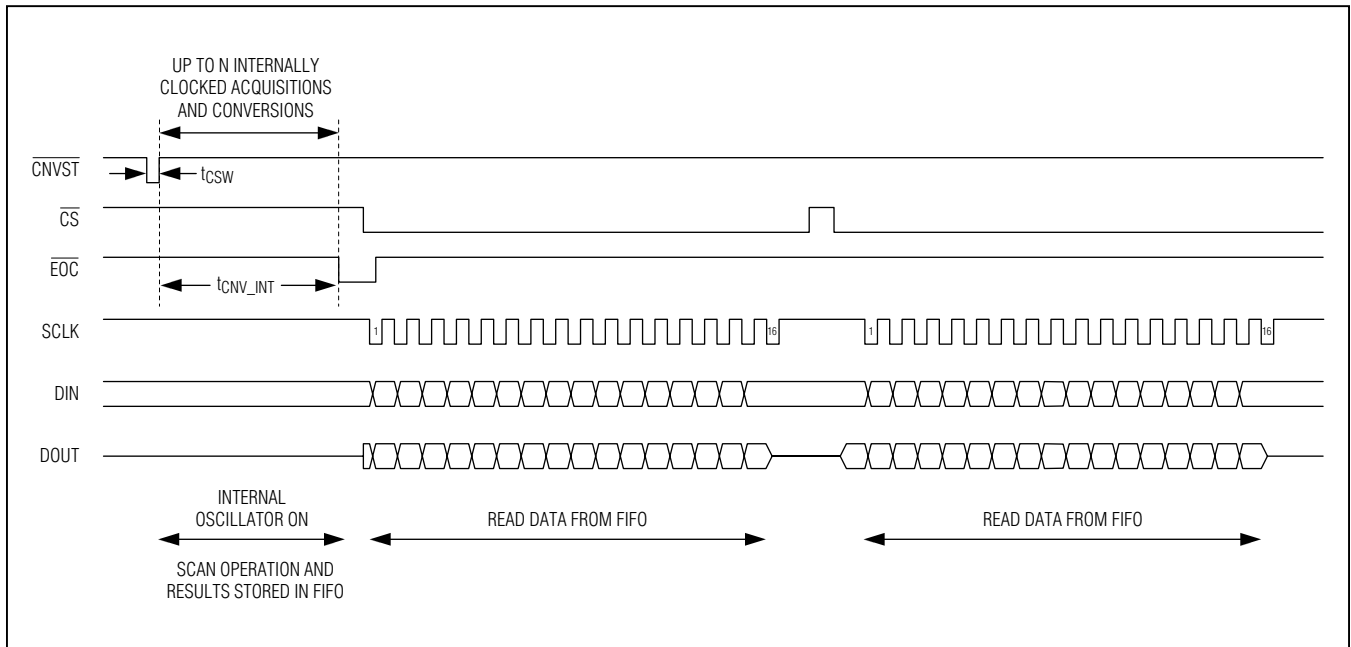 UP TO N INTERNALLY
CLOCKED ACQUISITIONS
AND CONVERSIONS
CNVST
tCSW
CS
EOC
tCNV_INT
SCLK
1
16
1
16
DIN
DOUT
INTERNAL
OSCILLATOR ON
READ DATA FROM FIFO
READ DATA FROM FIFO
SCAN OPERATION AND
RESULTS STORED IN FIFO